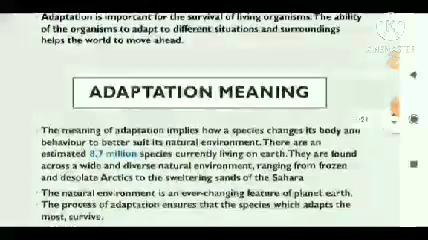 Adaptation is important for the survival of living organisms. The ability
of the organisms to adapt to different situations and surroundings
helps the world to move ahead.
KINEMASTER
ADAPTATION MEANING
The meaning of adaptation implies how a species changes its body and
behaviour to better suit its natural environment. There are an
estimated 8.7 million species currently living on earth. They are found
across a wide and diverse natural environment, ranging from frozen
and desolate Arctics to the sweltering sands of the Sahara
The natural environment is an ever-changing feature of planet earth.
The process of adaptation ensures that the species which adapts the
most, survive.